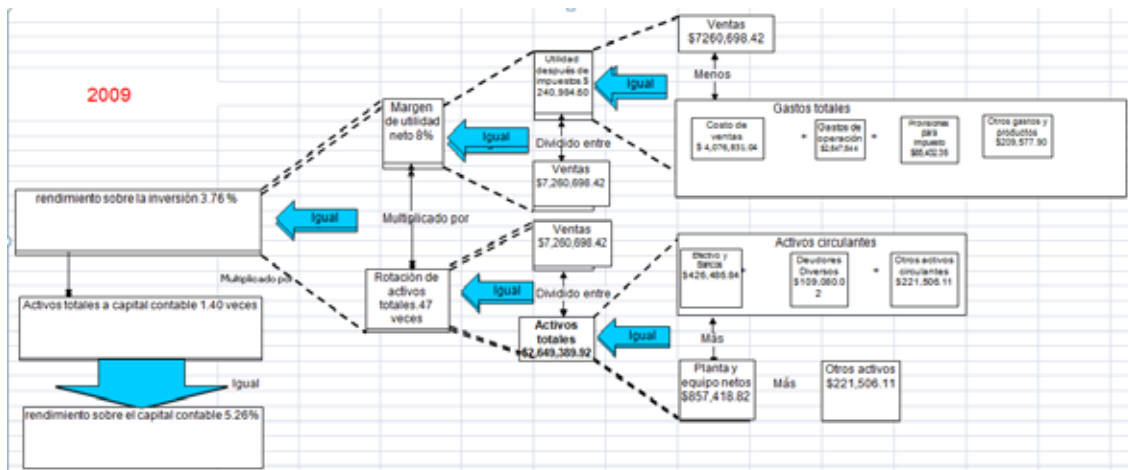 2009
Ventas
$7260,698.42
Menos
Utilidad
después de
impuestos $
240,984.60
Igual
Gastos totales
Costo de
ventas
$ 4,076,831.04
Gastos de
operación
Provisiones
para
impuesto
Otros gastos y
productos
$209,577.90
Margen
de utilidad
neto 8%
Igual
Dividido entre
Ventas
$7,260,698.42
rendimiento sobre la inversión 3.76 %
Igual
Multiplicado por
Ventas
$7,260,698.42
Multiplicado por
Rotación de
activos
totales.47
veces
Igual
Dividido entre
Activos
totales
$2,649,389.92
Igual
Activos circulantes
Efectivo y
Bancos
$426,486.84
Deudores
Diversos
$109,080.0
2
Otros activos
circulantes
$221,506.11
Más
Planta y
equipo netos
$857,418.82
Más
Otros activos
$221,506.11
Activos totales a capital contable 1.40 veces
Igual
rendimiento sobre el capital contable 5.26%